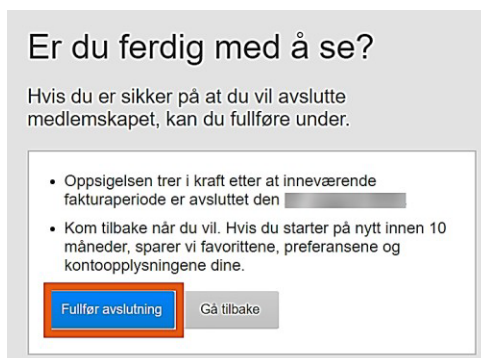 Er du ferdig med å se?
Hvis du er sikker på at du vil avslutte
medlemskapet, kan du fullføre under.
• Oppsigelsen trer i kraft etter at inneværende
fakturaperiode er avsluttet den
• Kom tilbake når du vil. Hvis du starter på nytt innen 10
måneder, sparer vi favorittene, preferansene og
kontoopplysningene dine.
Fullfør avslutning
Gå tilbake